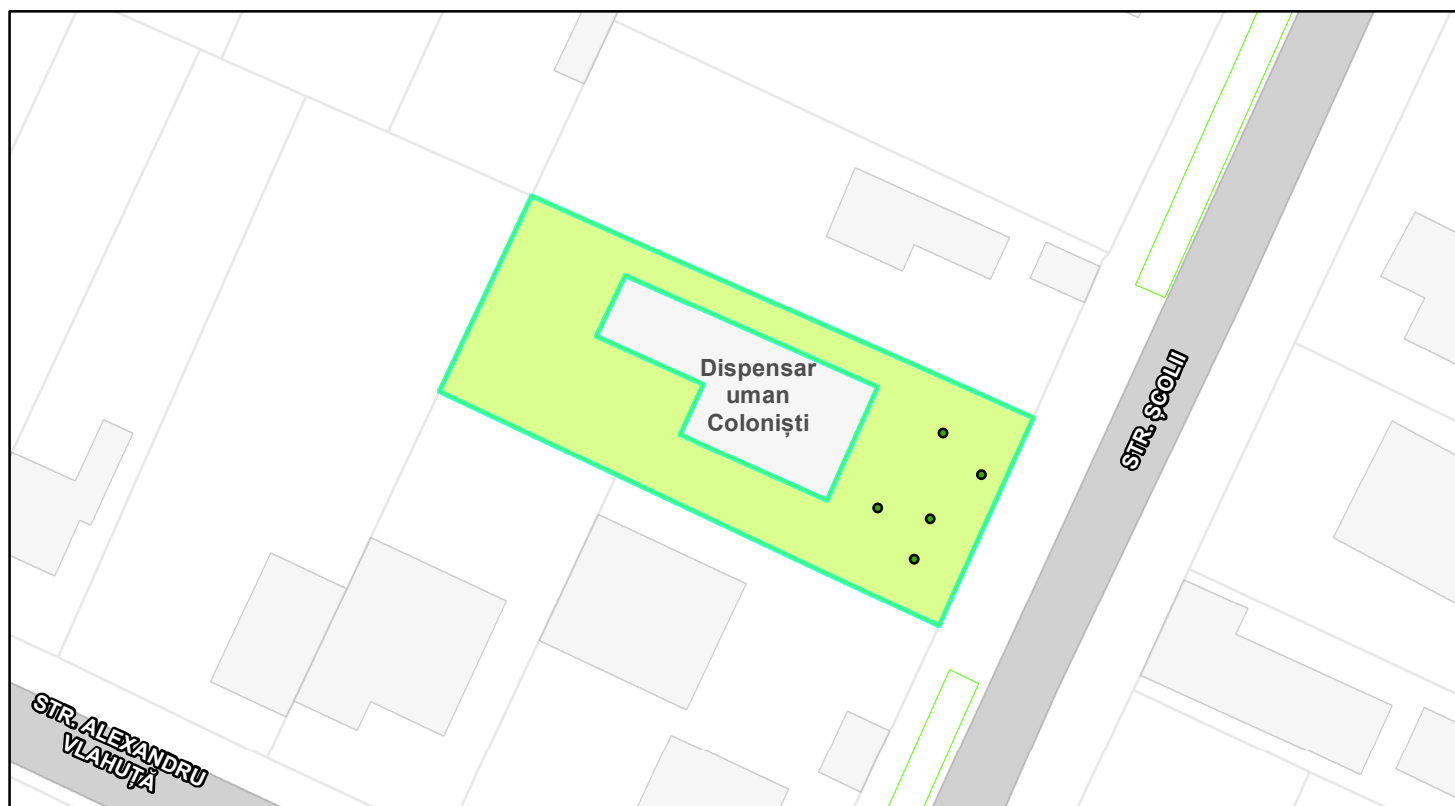 Dispensar
uman
Coloniști
STR. ȘCOLII
STR. ALEXANDRU
VLAHUȚĂ